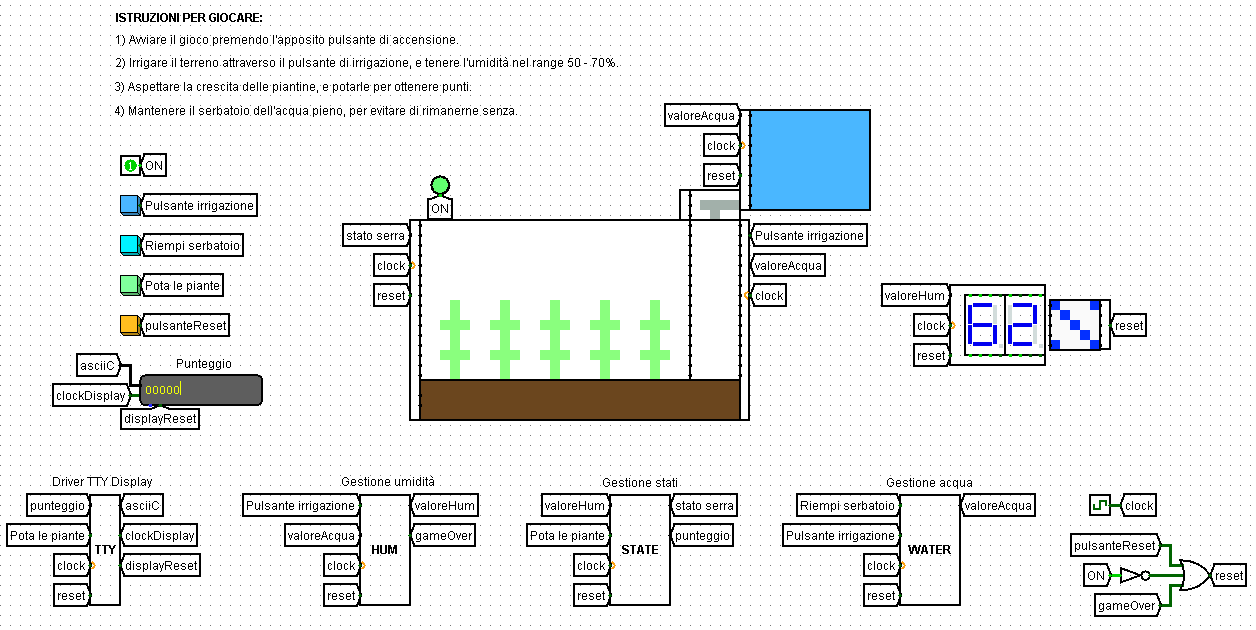 ISTRUZIONI PER GIOCARE:
1) Avviare il gioco premendo l'apposito pulsante di accensione.
2) Irrigare il terreno attraverso il pulsante di irrigazione, e tenere l'umidità nel range 50 - 70%.
3) Aspettare la crescita delle piantine, e potarle per ottenere punti.
4) Mantenere il serbatoio dell'acqua pieno, per evitare di rimanerne senza.
valoreAcqua
clock
reset
1 ON
Pulsante irrigazione
Riempi serbatoio
Pota le piante
pulsanteReset
ON
stato serra
clock
reset
Pulsante irrigazione
valoreAcqua
clock
valoreHum
clock
reset
62
%
reset
Punteggio
asciiC
clockDisplay
ooooo
displayReset
Driver TTY Display
punteggio
Pota le piante
clock
reset
TTY
asciiC
clockDisplay
displayReset
Gestione umidità
Pulsante irrigazione
valoreAcqua
clock
reset
HUM
valoreHum
gameOver
Gestione stati
valoreHum
Pota le piante
clock
reset
STATE
stato serra
punteggio
Gestione acqua
Riempi serbatoio
Pulsante irrigazione
clock
reset
WATER
valoreAcqua
clock
pulsanteReset
ON
gameOver
reset